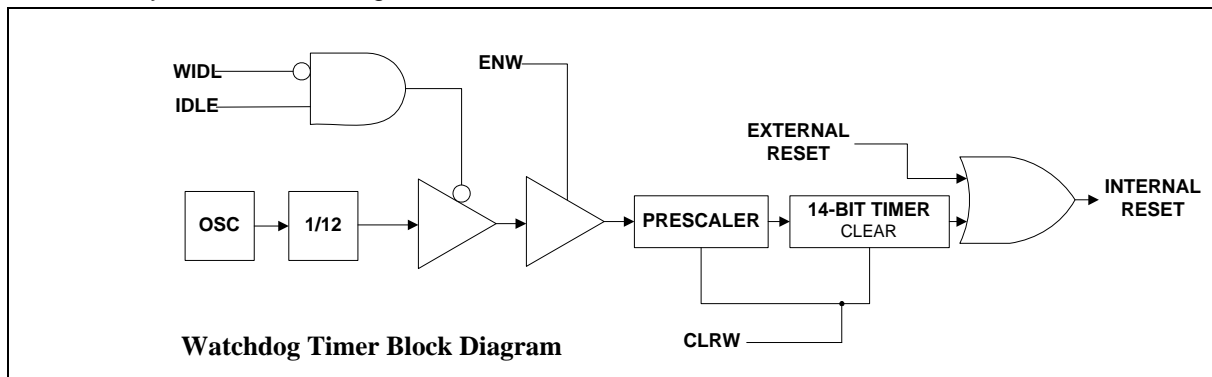 WIDL
IDLE
ENW
EXTERNAL
RESET
INTERNAL
RESET
OSC
1/12
PRESCALER
14-BIT TIMER
CLEAR
CLRW
Watchdog Timer Block Diagram